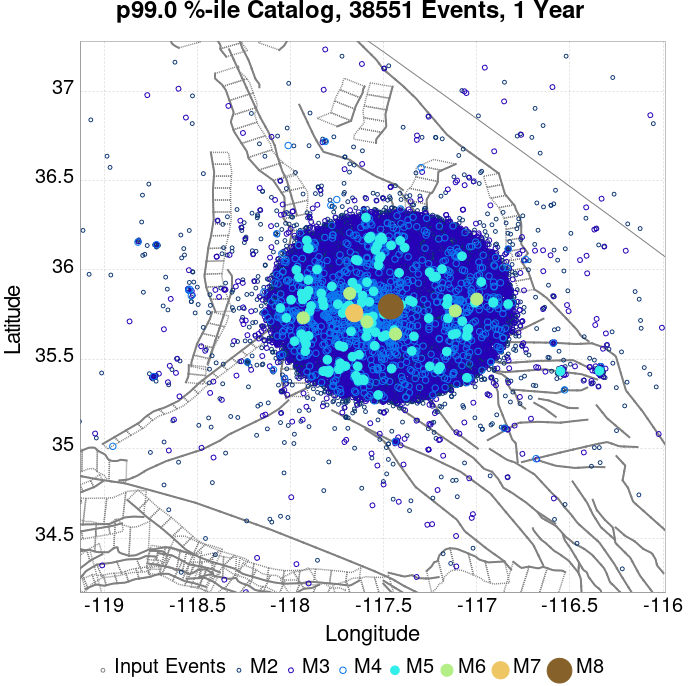 p99.0 %-ile Catalog, 38551 Events, 1 Year
37
36.5
36
35.5
35
34.5
Latitude
-119 -118.5 -118 -117.5 -117 -116.5 -116
Longitude
Input Events M2 M3 M4 M5 M6 M7 M8